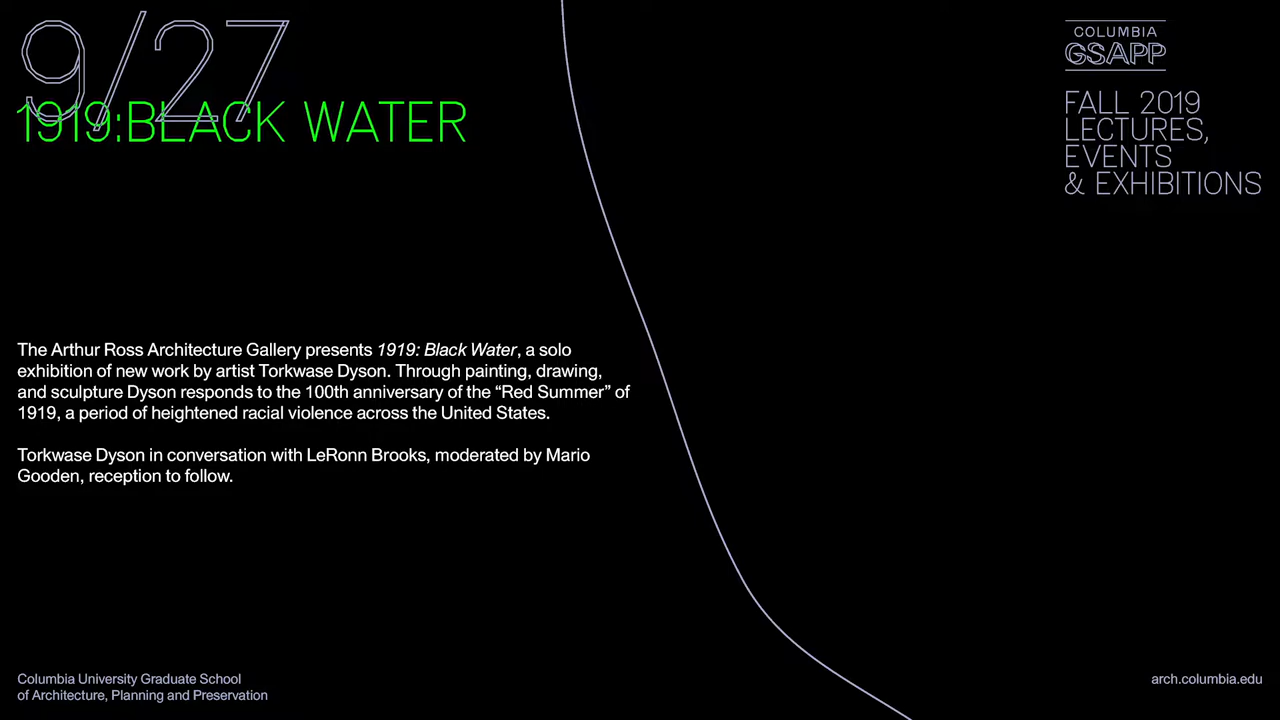 9/27
1919:BLACK WATER
COLUMBIA
GSAPP
FALL 2019
LECTURES,
EVENTS
& EXHIBITIONS
The Arthur Ross Architecture Gallery presents 1919: Black Water, a solo
exhibition of new work by artist Torkwase Dyson. Through painting, drawing,
and sculpture Dyson responds to the 100th anniversary of the “Red Summer” of
1919, a period of heightened racial violence across the United States.
Torkwase Dyson in conversation with LeRonn Brooks, moderated by Mario
Gooden, reception to follow.
Columbia University Graduate School
of Architecture, Planning and Preservation
arch.columbia.edu